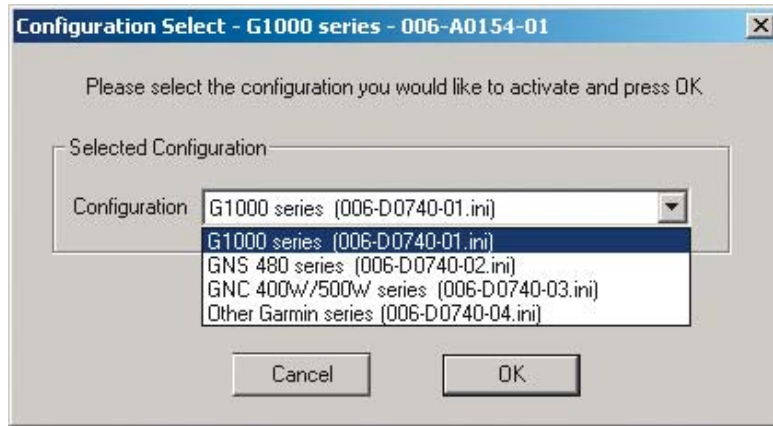 Configuration Select - G1000 series - 006-A0154-01
Please select the configuration you would like to activate and press OK
Selected Configuration
Configuration G1000 series (006-D0740-01.ini)
G1000 series (006-D0740-01.ini)
GNS 480 series (006-D0740-02.ini)
GNC 400W/500W series (006-D0740-03.ini)
Other Garmin series (006-D0740-04.ini)
Cancel OK